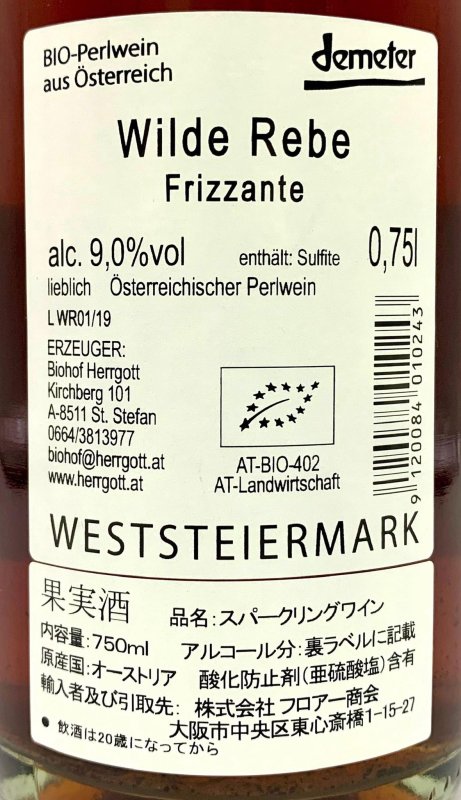 BIO-Perlwein
aus Österreich
demeter
Wilde Rebe
Frizzante
alc. 9,0%vol
enthält: Sulfite
0,75l
lieblich Österreichischer Perlwein
L WR01/19
ERZEUGER:
Biohof Herrgott
Kirchberg 101
A-8511 St. Stefan
0664/3813977
biohof@herrgott.at
www.herrgott.at
AT-BIO-402
AT-Landwirtschaft
9 120084 010243
WESTSTEIERMARK
果実酒 品名:スパークリングワイン
内容量:750ml アルコール分:裏ラベルに記載
原産国:オーストリア 酸化防止剤(亜硫酸塩)含有
輸入者及び引取先: 株式会社 フロアー商会
大阪市中央区東心斎橋1-15-27
● 飲酒は20歳になってから